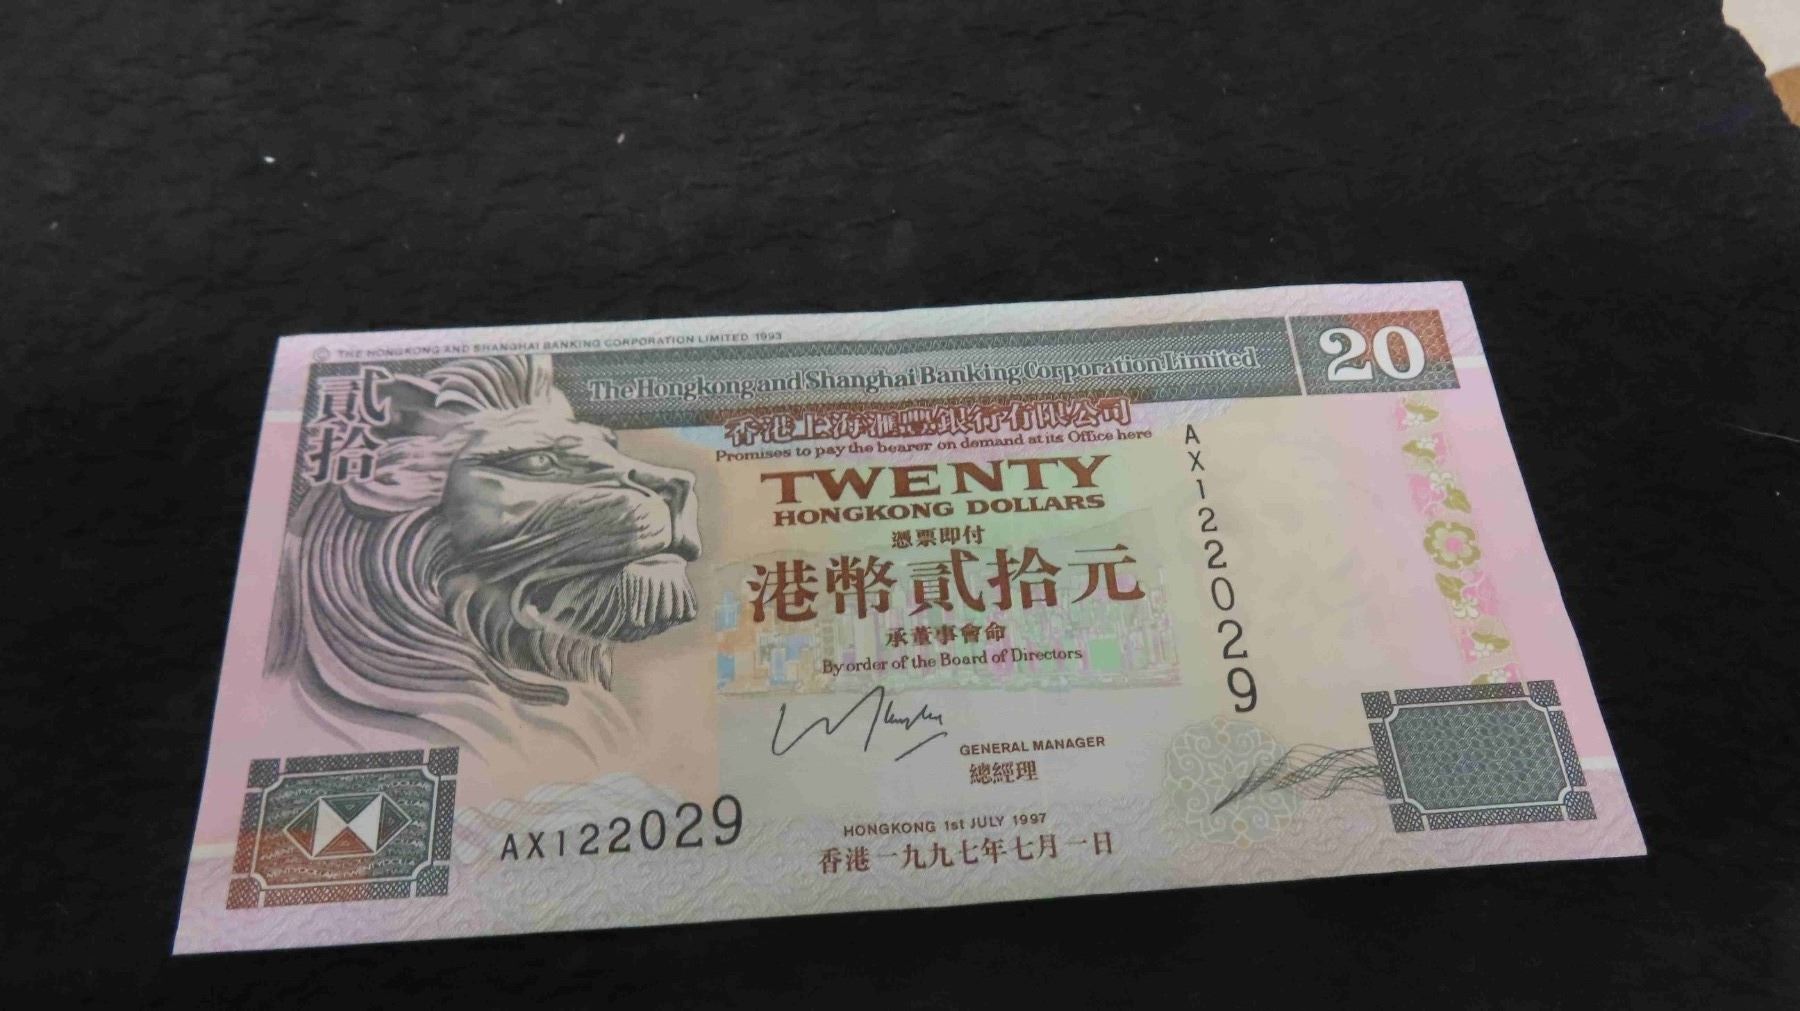 © THE HONGKONG AND SHANGHAI BANKING CORPORATION LIMITED 1993
貳拾
The Hongkong and Shanghai Banking Corporation Limited
20
香港上海滙豐銀行有限公司
Promises to pay the bearer on demand at its Office here
TWENTY
HONGKONG DOLLARS
憑票即付
港幣貳拾元
承董事會命
By order of the Board of Directors
AX122029
GENERAL MANAGER
總經理
AX122029
HONGKONG 1st JULY 1997
香港一九九七年七月一日